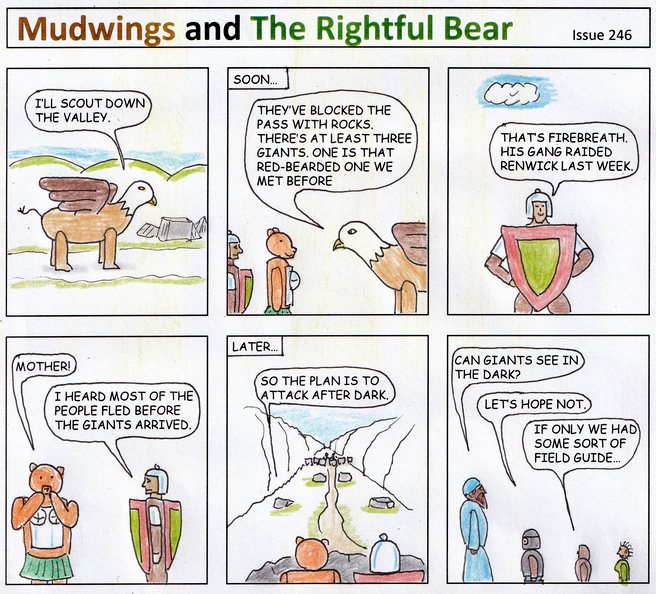 Mudwings and The Rightful Bear
Issue 246
I'LL SCOUT DOWN
THE VALLEY.
SOON...
THEY'VE BLOCKED THE
PASS WITH ROCKS.
THERE'S AT LEAST THREE
GIANTS. ONE IS THAT
RED-BEARDED ONE WE
MET BEFORE
THAT'S FIREBREATH.
HIS GANG RAIDED
RENWICK LAST WEEK.
MOTHER!
I HEARD MOST OF THE
PEOPLE FLED BEFORE
THE GIANTS ARRIVED.
LATER...
SO THE PLAN IS TO
ATTACK AFTER DARK.
CAN GIANTS SEE IN
THE DARK?
LET'S HOPE NOT.
IF ONLY WE HAD
SOME SORT OF
FIELD GUIDE...